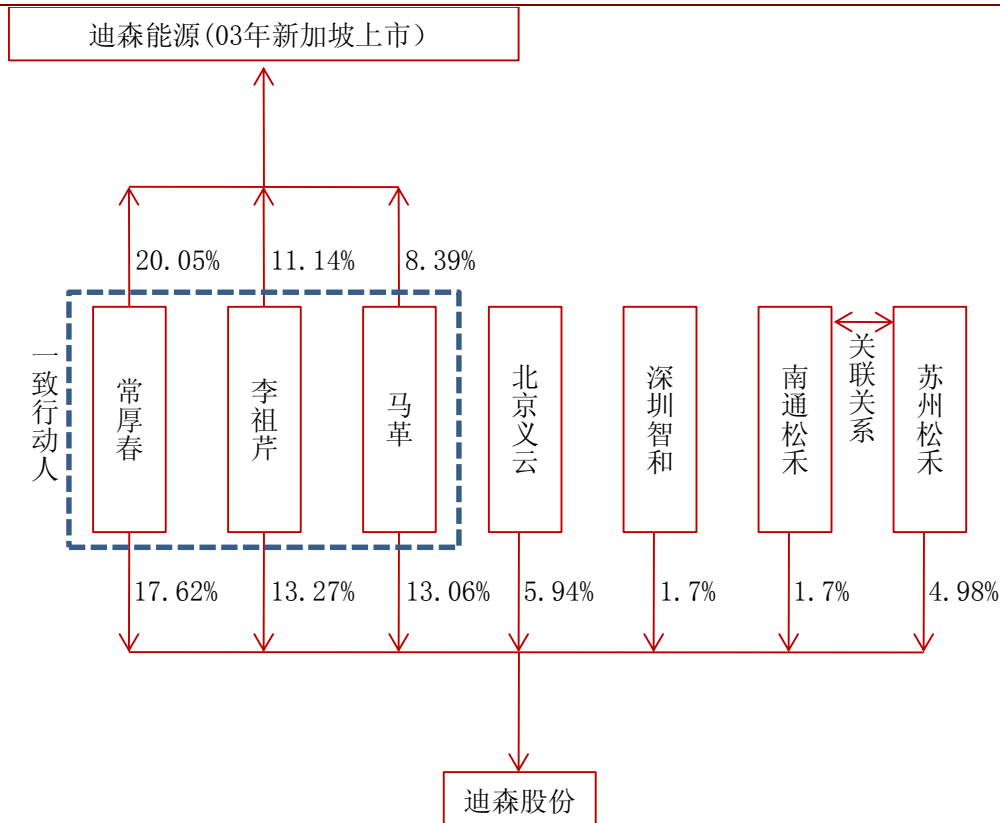 迪森能源(03年新加坡上市）
20.05%
11.14%
8.39%
一致行动人
常厚春
李祖芹
马革
北京义云
深圳智和
南通松禾
关联关系
苏州松禾
17.62%
13.27%
13.06%
5.94%
1.7%
1.7%
4.98%
迪森股份